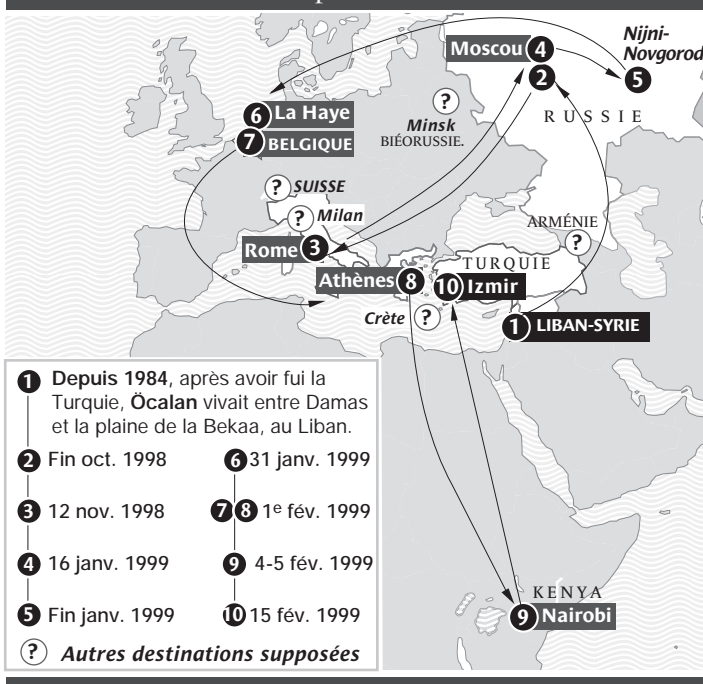 Moscou 4
2
Nijni-
Novgorod
5
RUSSIE
?
Minsk
BIÉORUSSIE.
6 La Haye
7 BELGIQUE
? SUISSE
? Milan
Rome 3
ARMÉNIE
?
TURQUIE
Athènes 8
10 Izmir
Crète ?
1 LIBAN-SYRIE
1 Depuis 1984, après avoir fui la
Turquie, Öcalan vivait entre Damas
et la plaine de la Bekaa, au Liban.
2 Fin oct. 1998
3 12 nov. 1998
4 16 janv. 1999
5 Fin janv. 1999
6 31 janv. 1999
7 8 1e fév. 1999
9 4-5 fév. 1999
10 15 fév. 1999
? Autres destinations supposées
KENYA
9 Nairobi